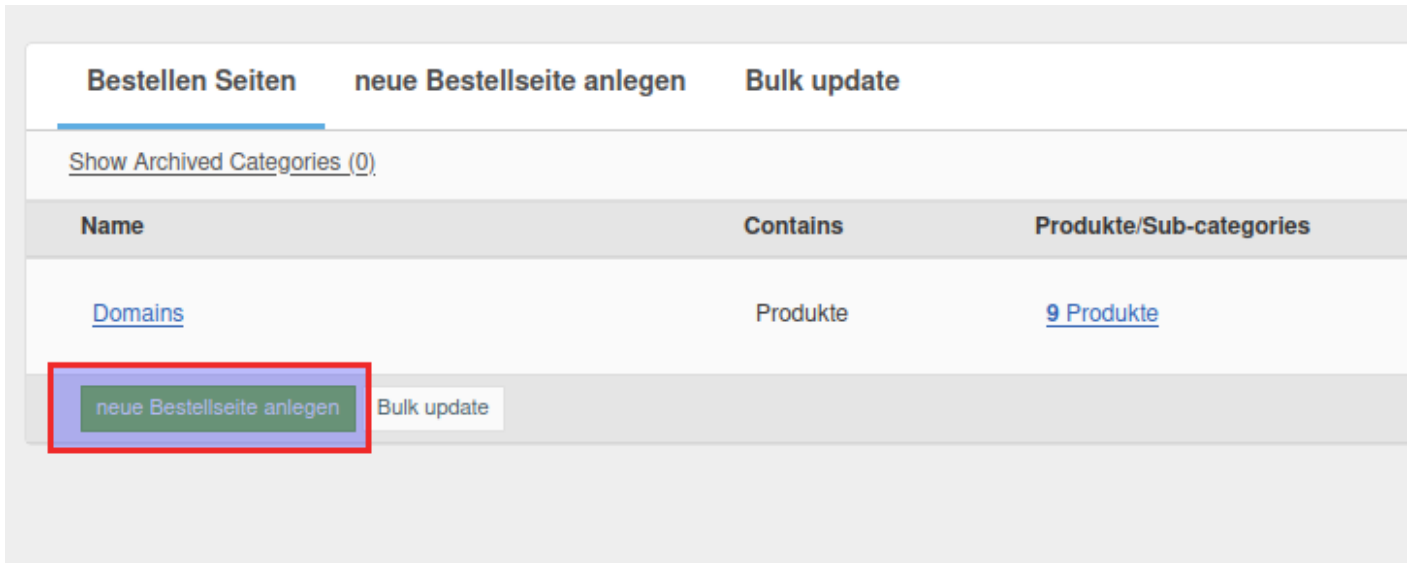 Bestellen Seiten neue Bestellseite anlegen Bulk update
Show Archived Categories (0)
Name Contains Produkte/Sub-categories
Domains Produkte 9 Produkte
neue Bestellseite anlegen Bulk update